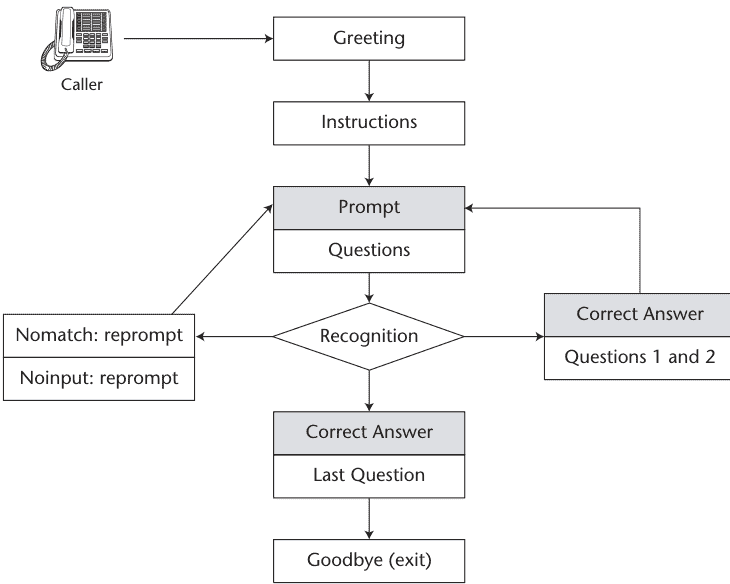 Greeting
Caller
Instructions
Prompt
Questions
Nomatch: reprompt
Noinput: reprompt
Recognition
Correct Answer
Questions 1 and 2
Correct Answer
Last Question
Goodbye (exit)